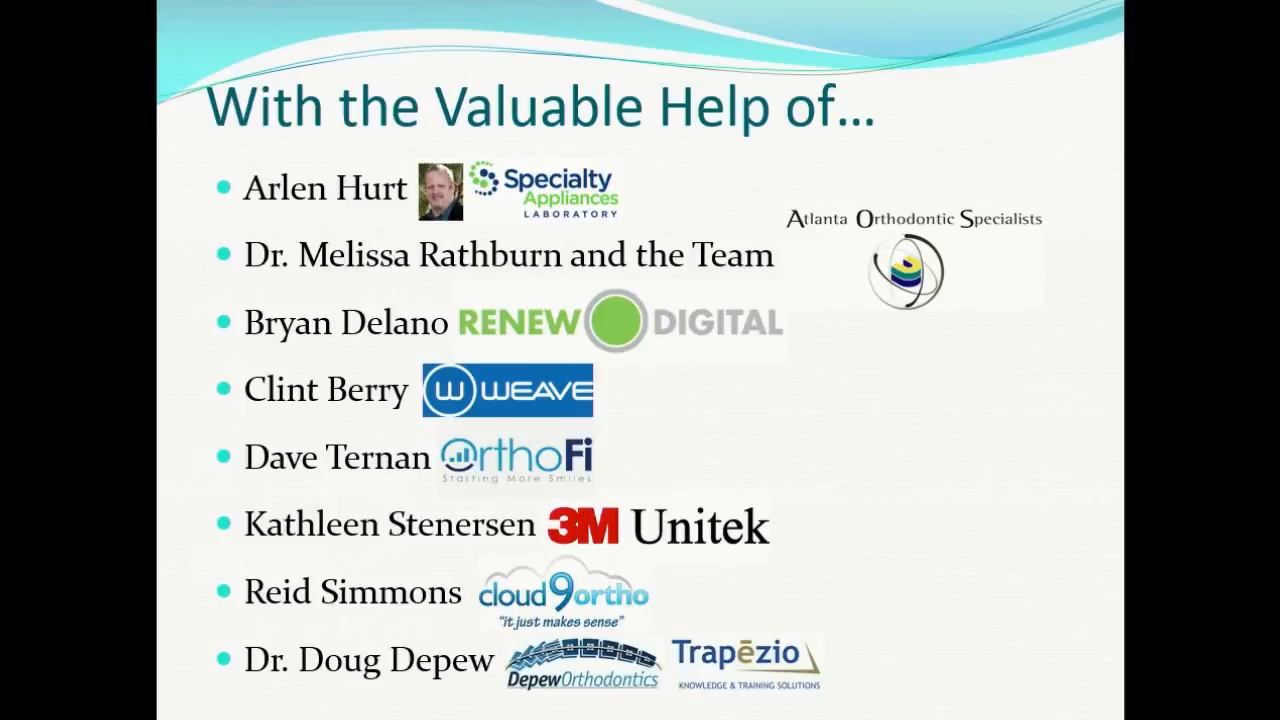 With the Valuable Help of...
• Arlen Hurt Specialty Appliances LABORATORY
Atlanta Orthodontic Specialists
• Dr. Melissa Rathburn and the Team
• Bryan Delano RENEW DIGITAL
• Clint Berry W WEAVE
• Dave Ternan OrthoFi
Starting More Smiles
• Kathleen Stenersen 3M Unitek
• Reid Simmons cloud9ortho
"it just makes sense"
• Dr. Doug Depew DepewOrthodontics Trapēzio
KNOWLEDGE & TRAINING SOLUTIONS